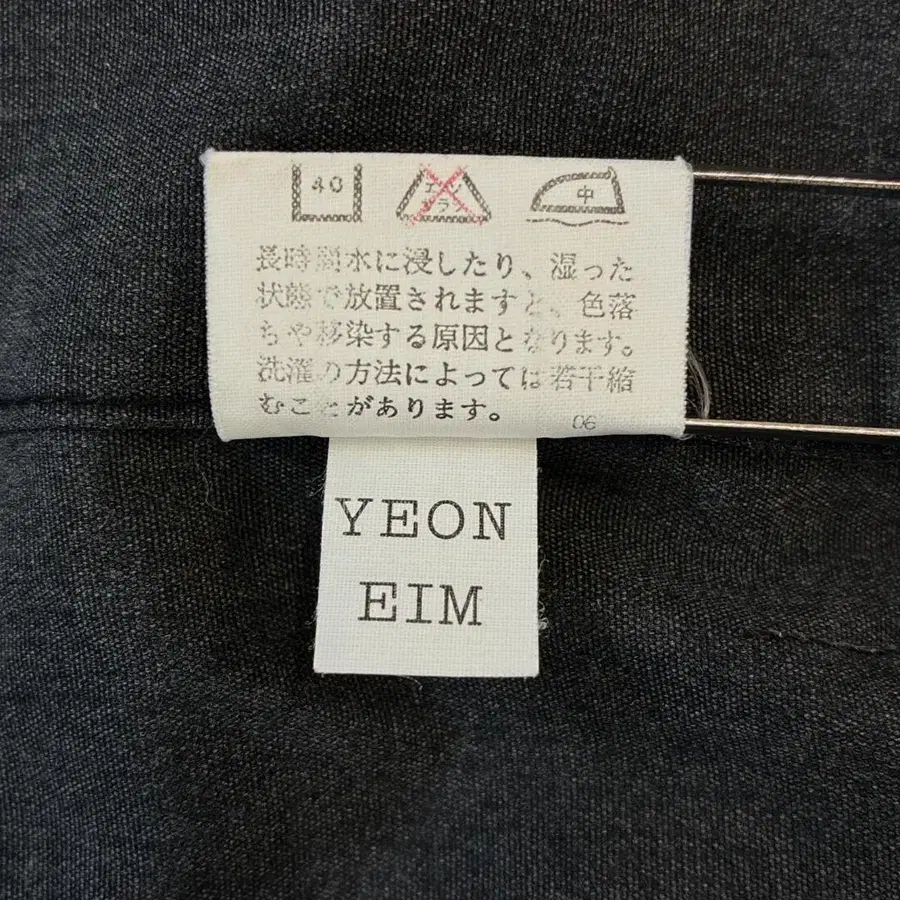 40
エンソ
サラシ
中
長時間水に浸したり、湿った
状態で放置されますと、色落
ちや移染する原因となります。
洗濯の方法によっては若干縮
むことがあります。
06
YEON
EIM